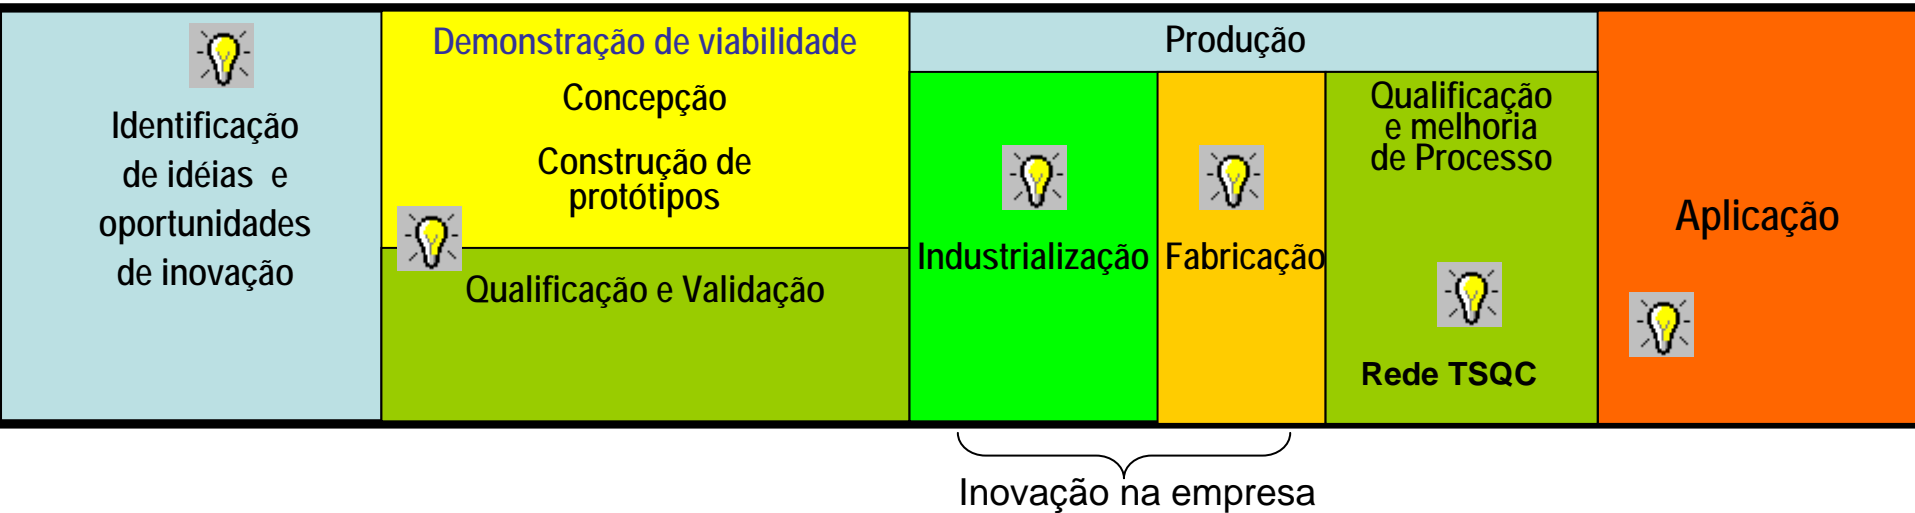 Identificação
de idéias e
oportunidades
de inovação
Demonstração de viabilidade
Concepção
Construção de
protótipos
Qualificação e Validação
Produção
Industrialização
Fabricação
Qualificação
e melhoria
de Processo
Rede TSQC
Aplicação
Inovação na empresa